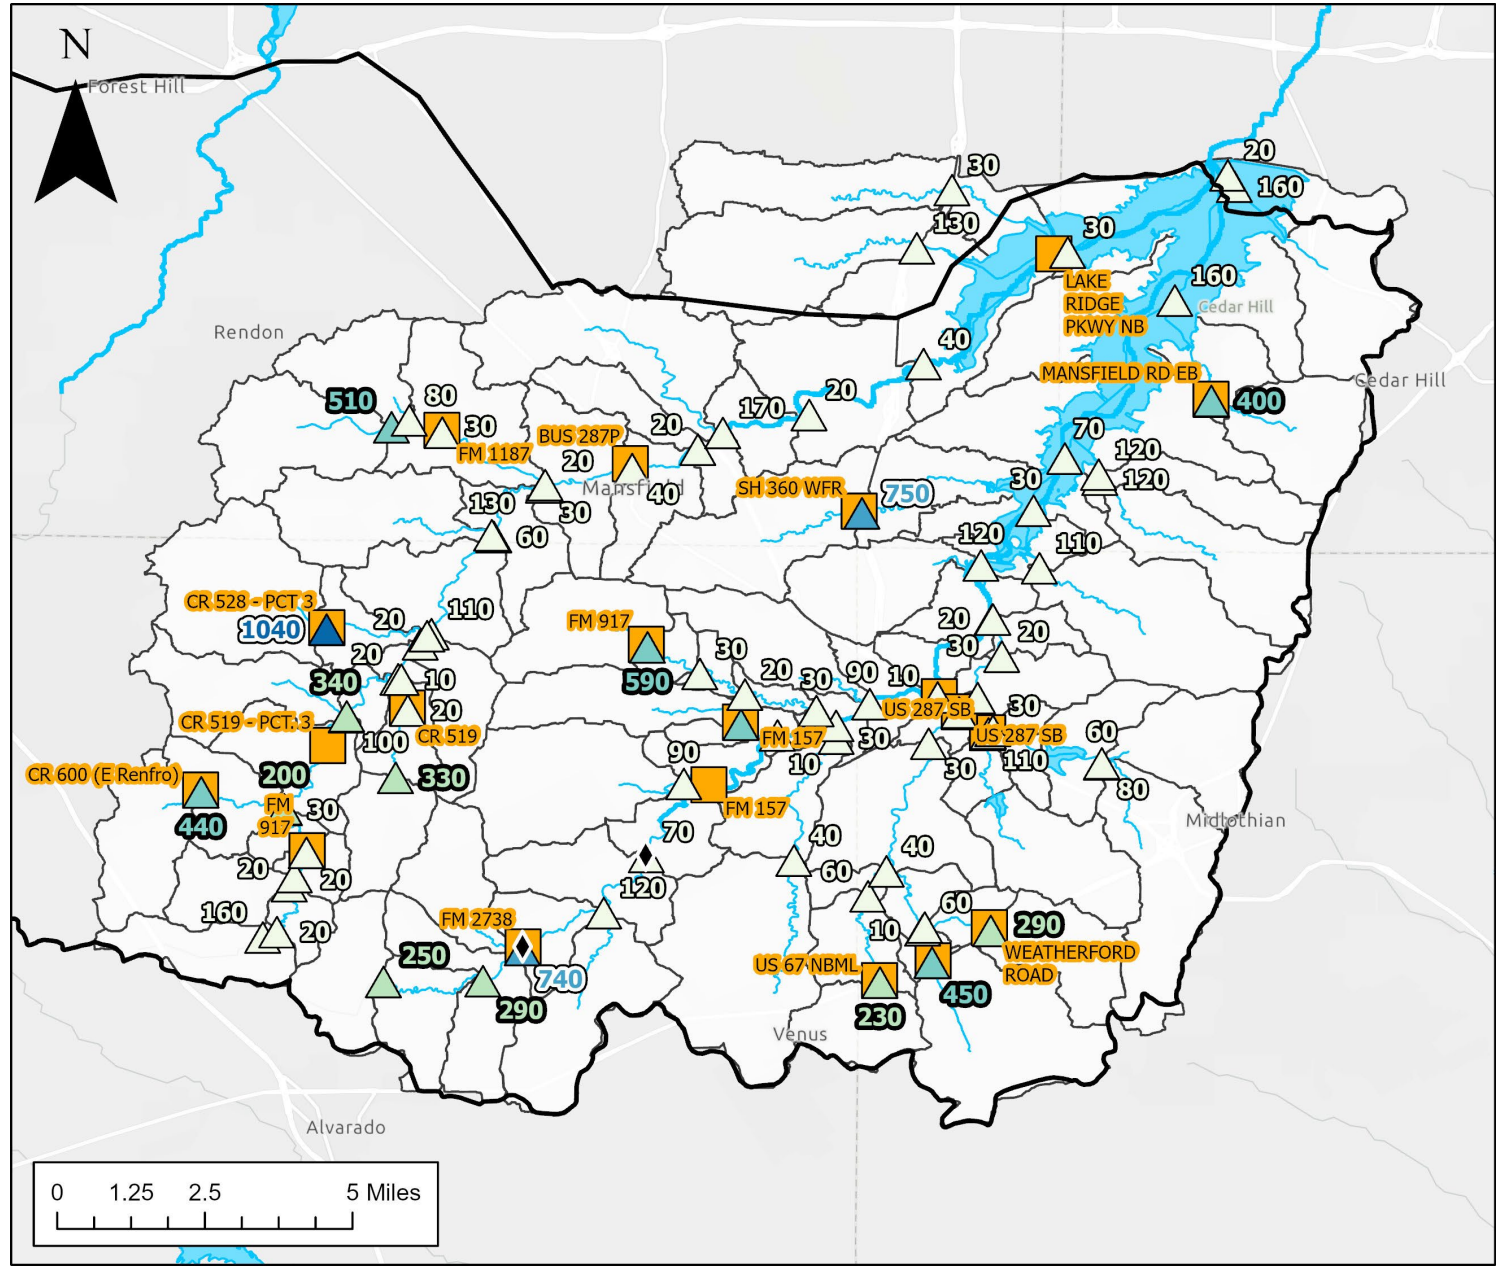 N
Forest Hill
20
30
160
130
30
LAKE
RIDGE
PKWY NB
160
Cedar Hill
Rendon
40
MANSFIELD RD EB
Cedar Hill
400
510
80
30
FM 1187
BUS 287P
20
170
20
70
120
120
20
Mansfield
40
SH 360 WFR
750
30
130
30
60
120
110
CR 528 - PCT 3
1040
20
110
FM 917
590
20
30
20
20
340
10
30
20
30
90
10
US 287 SB
30
US 287 SB
CR 519 - PCT. 3
20
CR 519
100
FM 157
10
30
30
110
60
80
CR 600 (E Renfro)
440
200
330
90
FM 157
FM
917
30
Midlothian
70
40
60
40
20
20
120
160
20
FM 2738
740
60
10
290
WEATHERFORD
ROAD
250
290
US 67 NBML
230
450
Venus
Alvarado
0 1.25 2.5 5 Miles